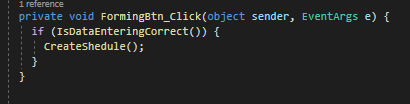 1 reference
private void FormingBtn_Click(object sender, EventArgs e) {
if (IsDataEnteringCorrect()) {
CreateShedule();
}
}